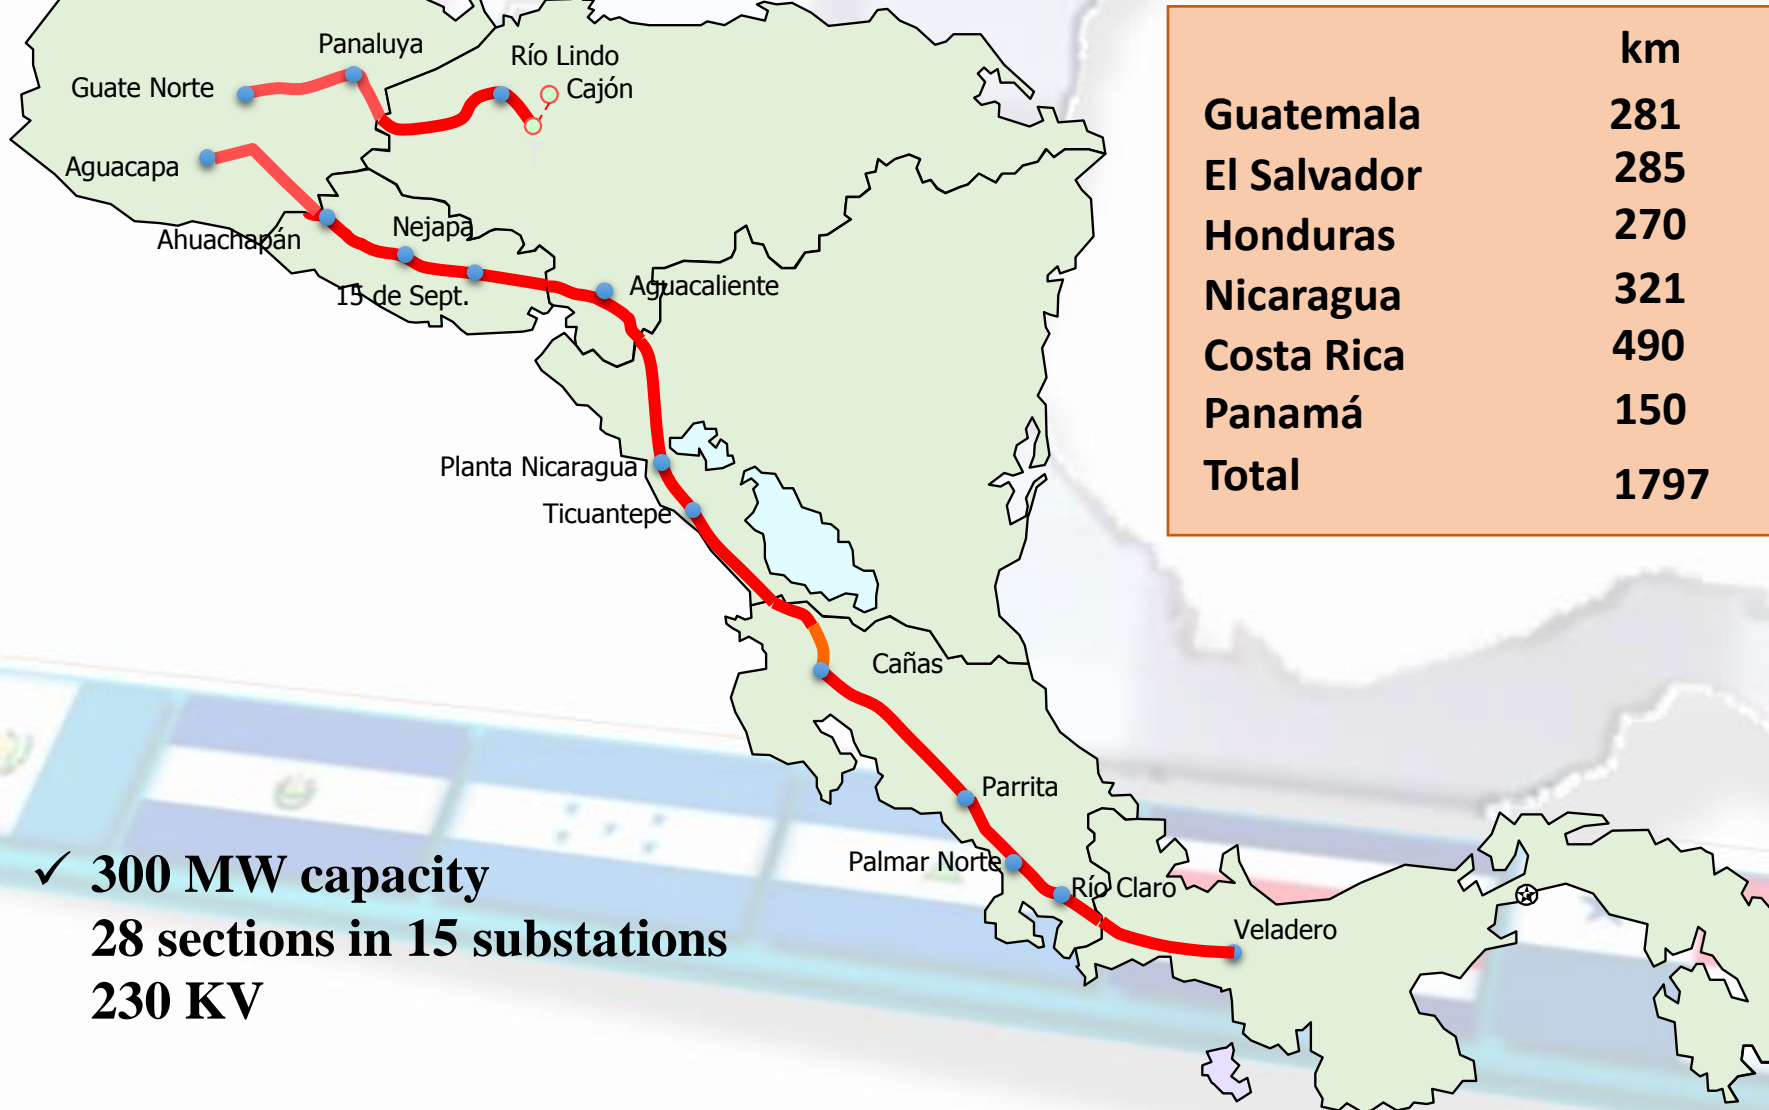 Panaluya
Río Lindo
Guate Norte
Cajón
Aguacapa
Ahuachapán
Nejapa
15 de Sept.
Aguacaliente
Planta Nicaragua
Ticuantepe
Cañas
Parrita
Palmar Norte
Río Claro
Veladero
km
Guatemala 281
El Salvador 285
Honduras 270
Nicaragua 321
Costa Rica 490
Panamá 150
Total 1797
✓ 300 MW capacity
28 sections in 15 substations
230 KV